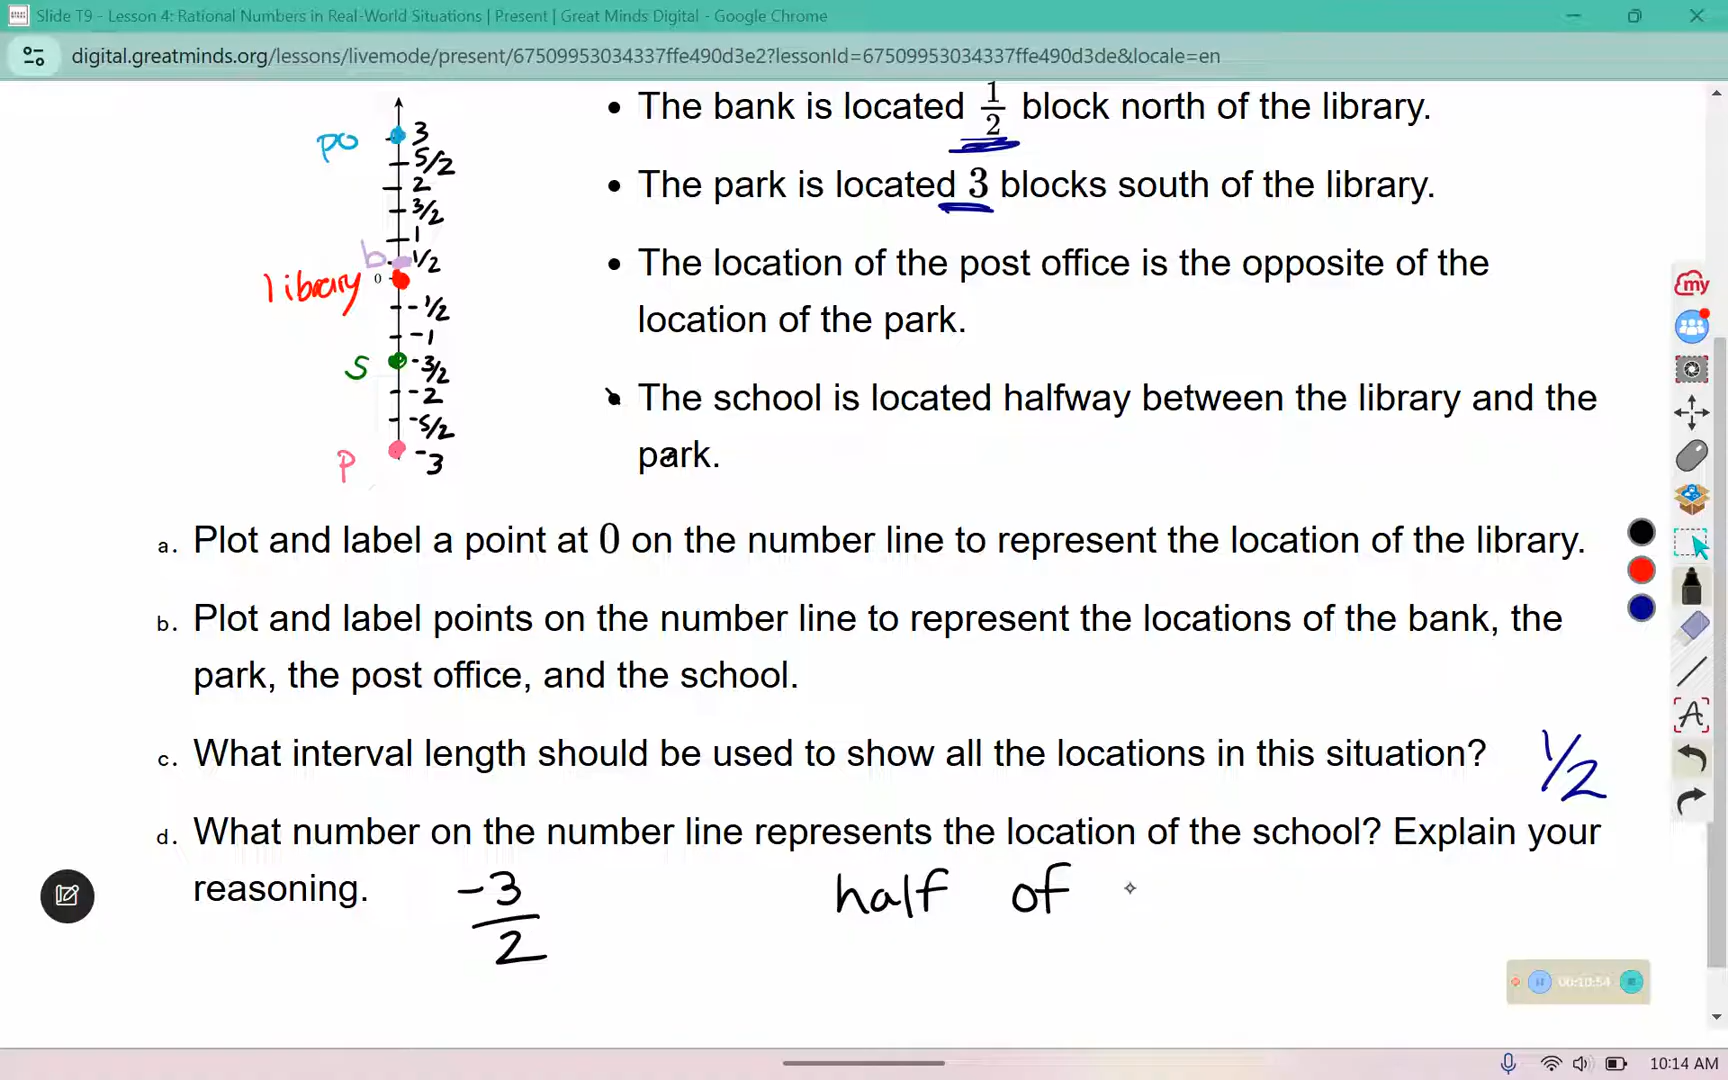 Slide T9 - Lesson 4: Rational Numbers in Real-World Situations | Present | Great Minds Digital - Google Chrome
digital.greatminds.org/lessons/livemode/present/67509953034337ffe490d3e2?lessonId=67509953034337ffe490d3de&locale=en
po
3
5/2
2
3/2
1
b
1/2
library
0
-1/2
-1
S
-3/2
-2
-5/2
P
-3
• The bank is located 1/2 block north of the library.
• The park is located 3 blocks south of the library.
• The location of the post office is the opposite of the
location of the park.
• The school is located halfway between the library and the
park.
a. Plot and label a point at 0 on the number line to represent the location of the library.
b. Plot and label points on the number line to represent the locations of the bank, the
park, the post office, and the school.
c. What interval length should be used to show all the locations in this situation? 1/2
d. What number on the number line represents the location of the school? Explain your
reasoning. -3/2 half of
my
A
00:10:54
10:14 AM